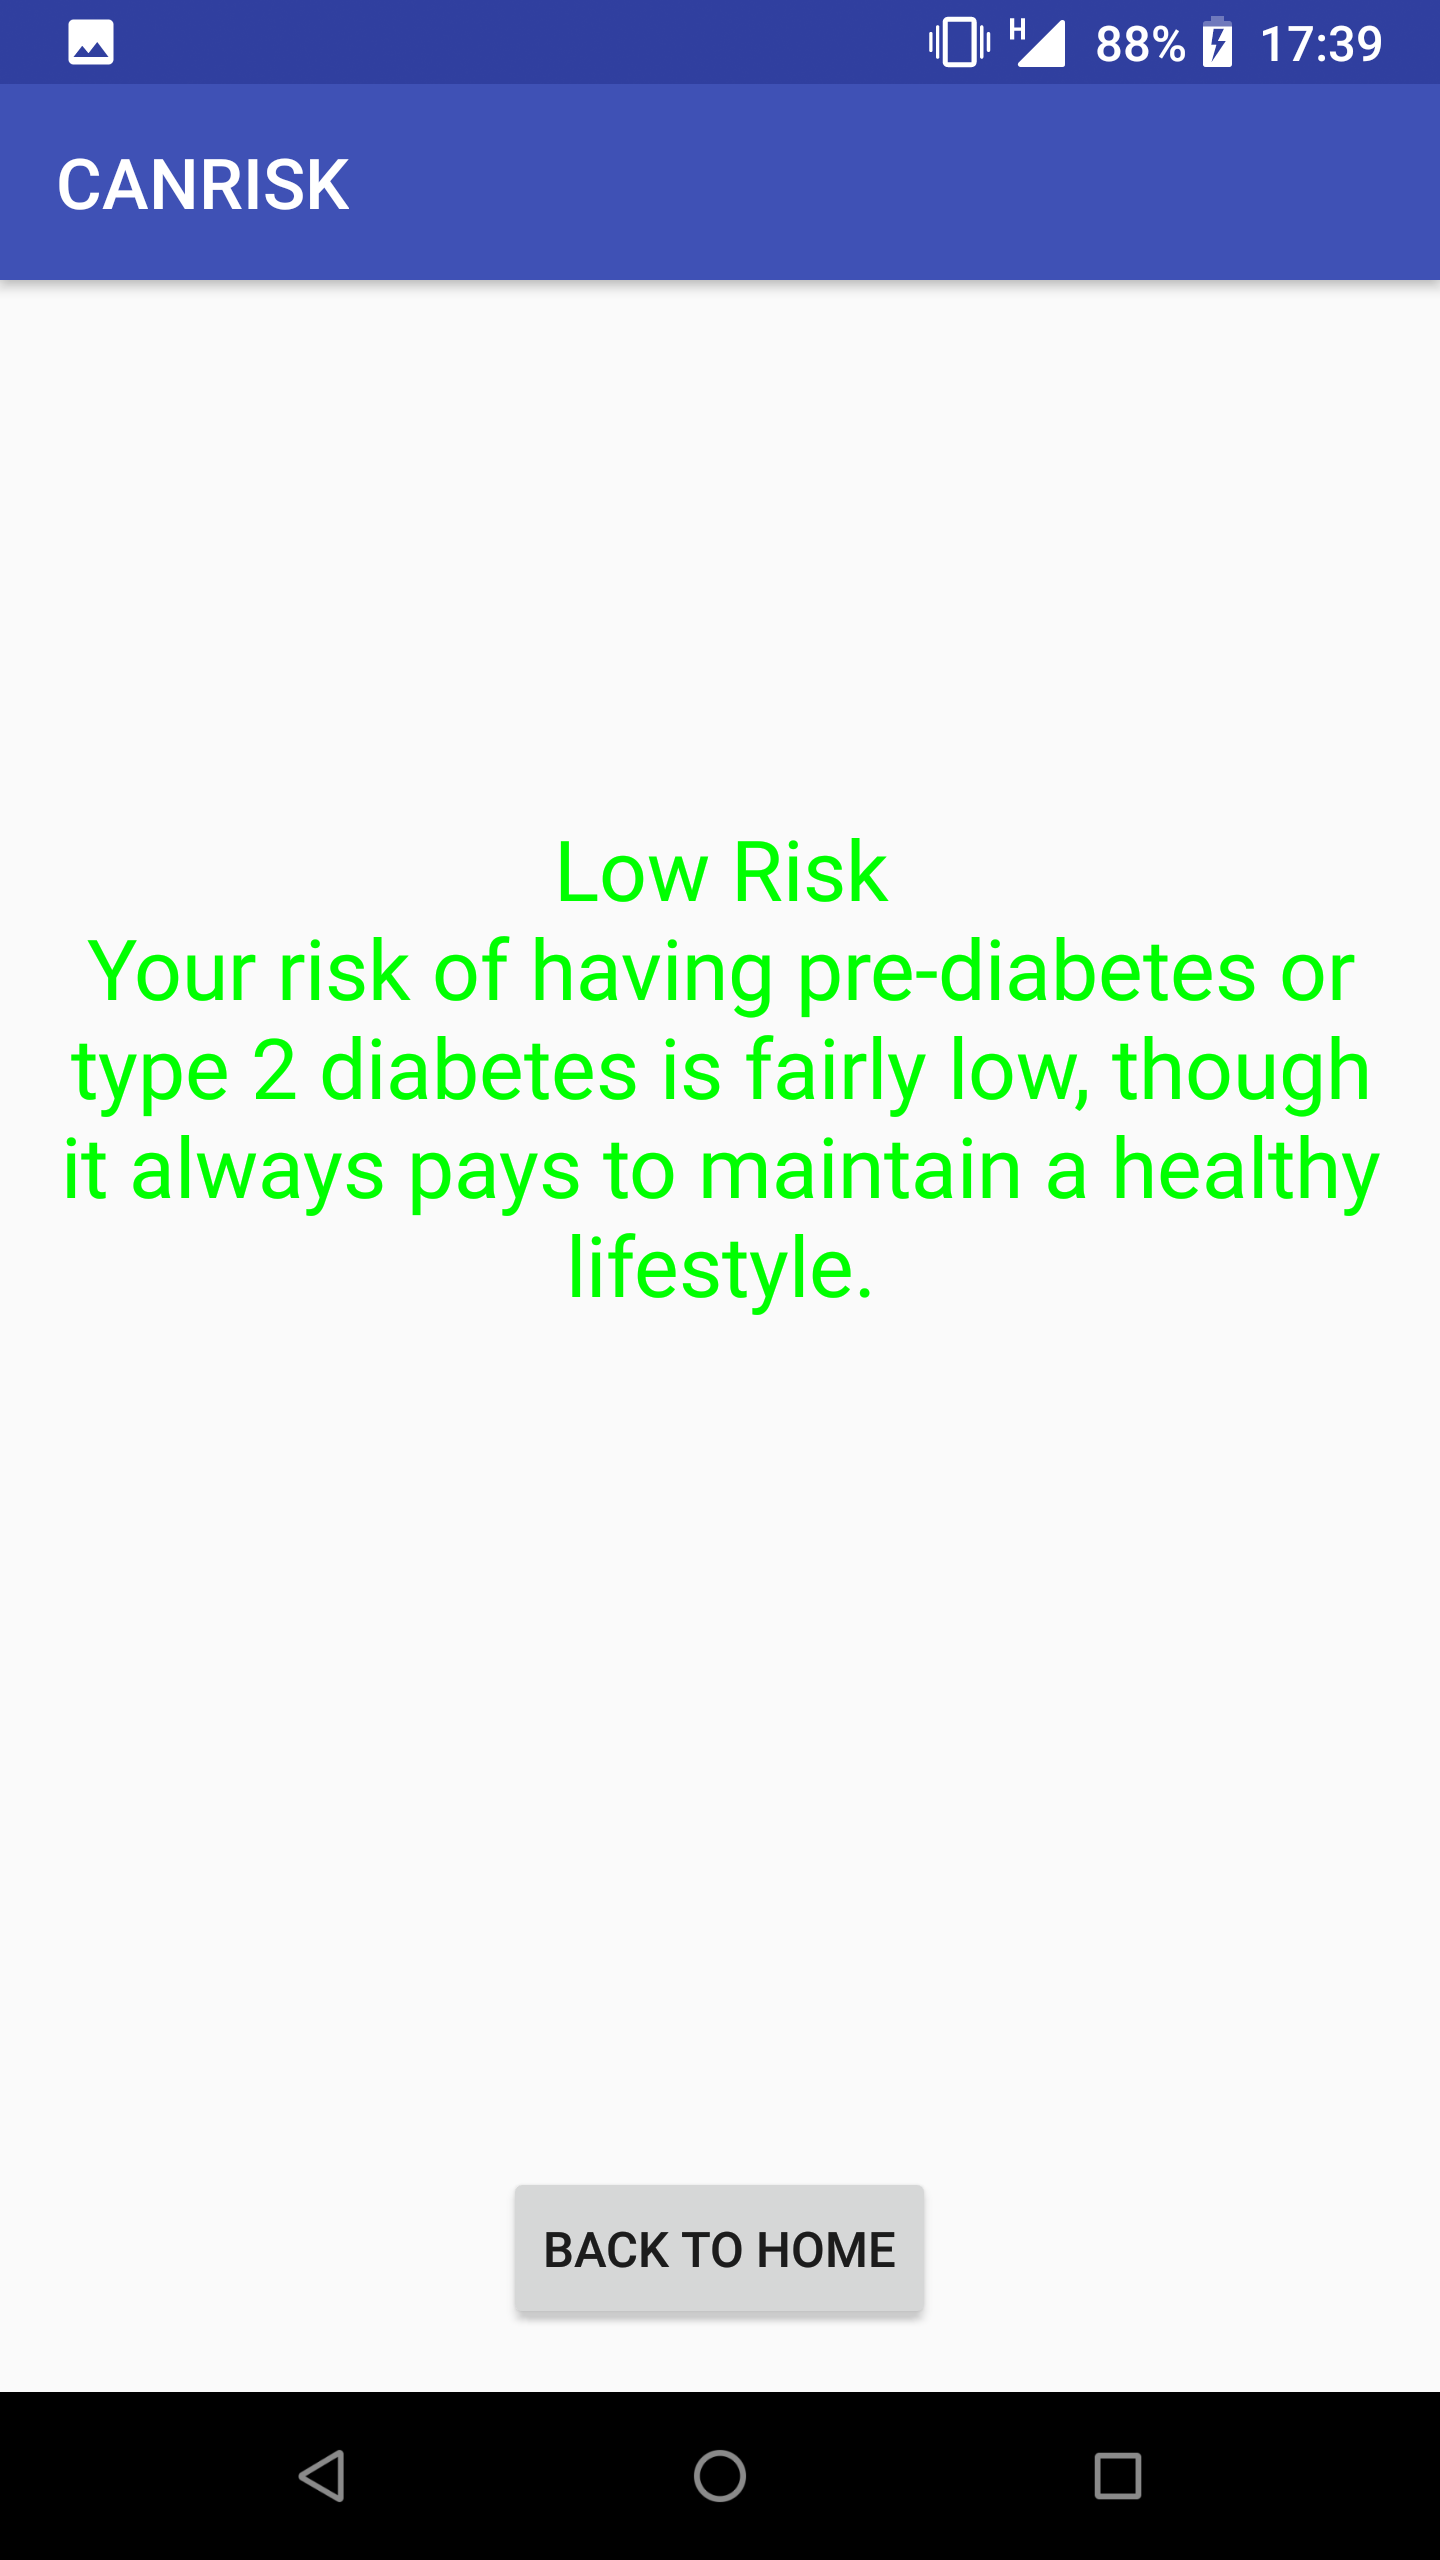 H 88% 17:39
CANRISK
Low Risk
Your risk of having pre-diabetes or
type 2 diabetes is fairly low, though
it always pays to maintain a healthy
lifestyle.
BACK TO HOME